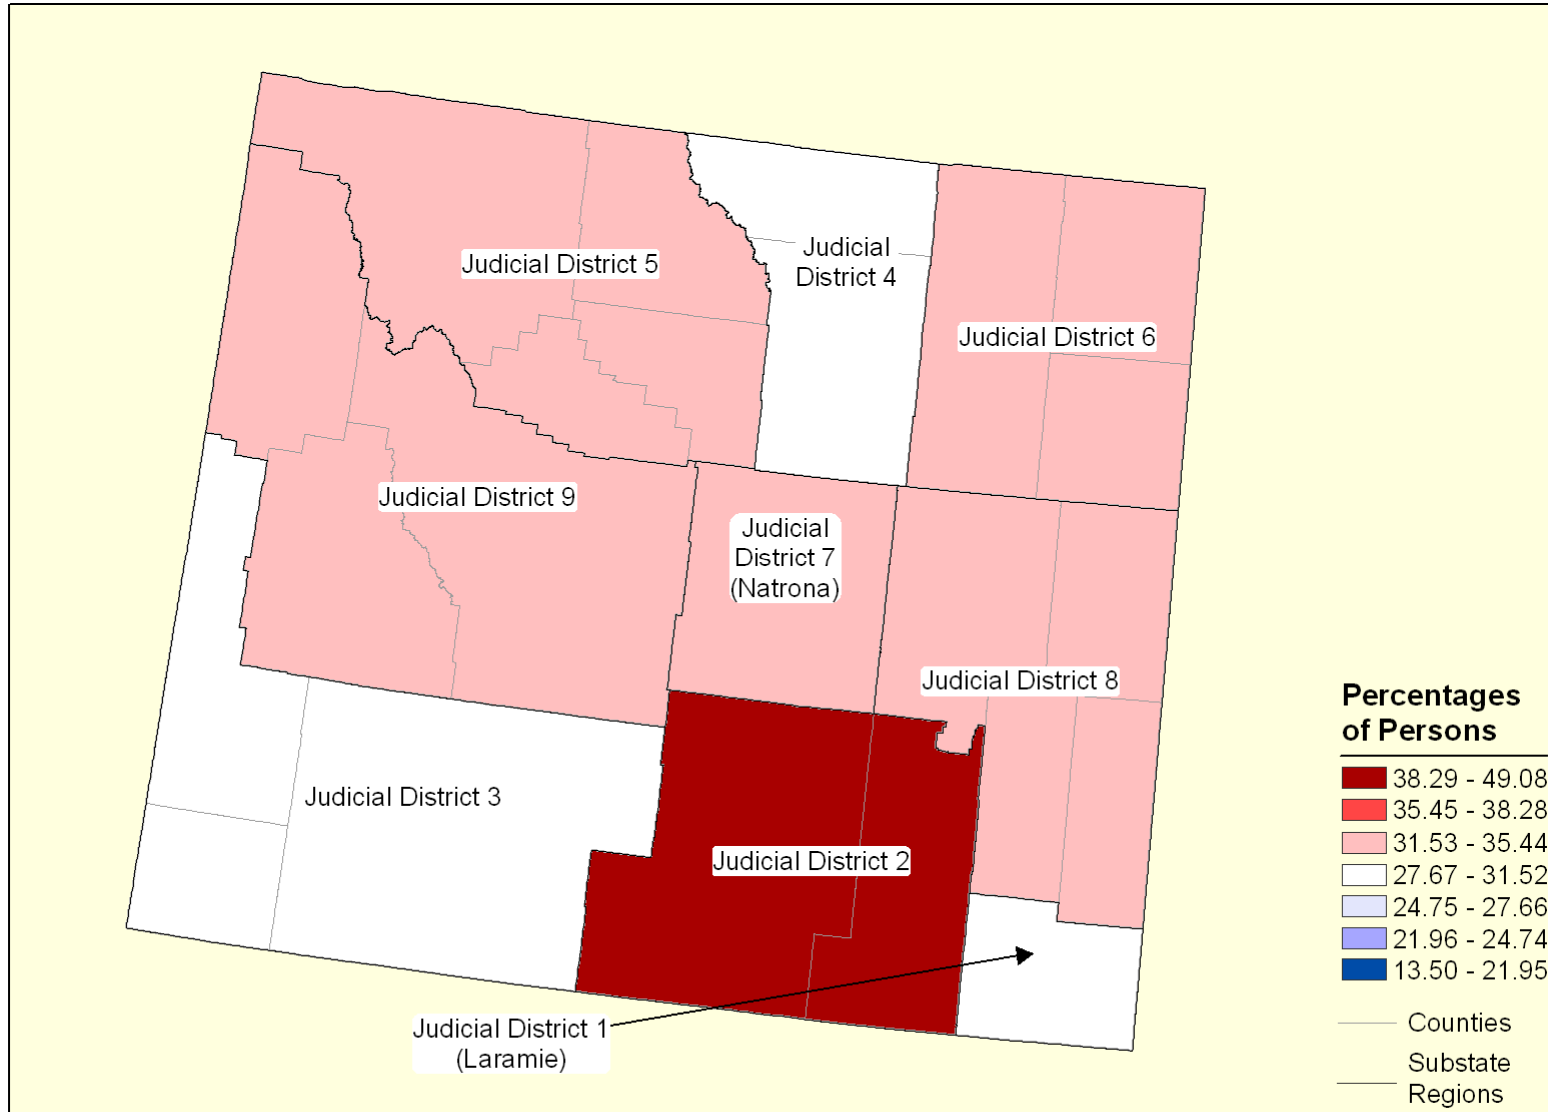 Judicial District 5
Judicial
District 4
Judicial District 6
Judicial District 9
Judicial
District 7
(Natrona)
Judicial District 8
Judicial District 3
Judicial District 2
Judicial District 1
(Laramie)
Percentages
of Persons
38.29 - 49.08
35.45 - 38.28
31.53 - 35.44
27.67 - 31.52
24.75 - 27.66
21.96 - 24.74
13.50 - 21.95
Counties
Substate
Regions